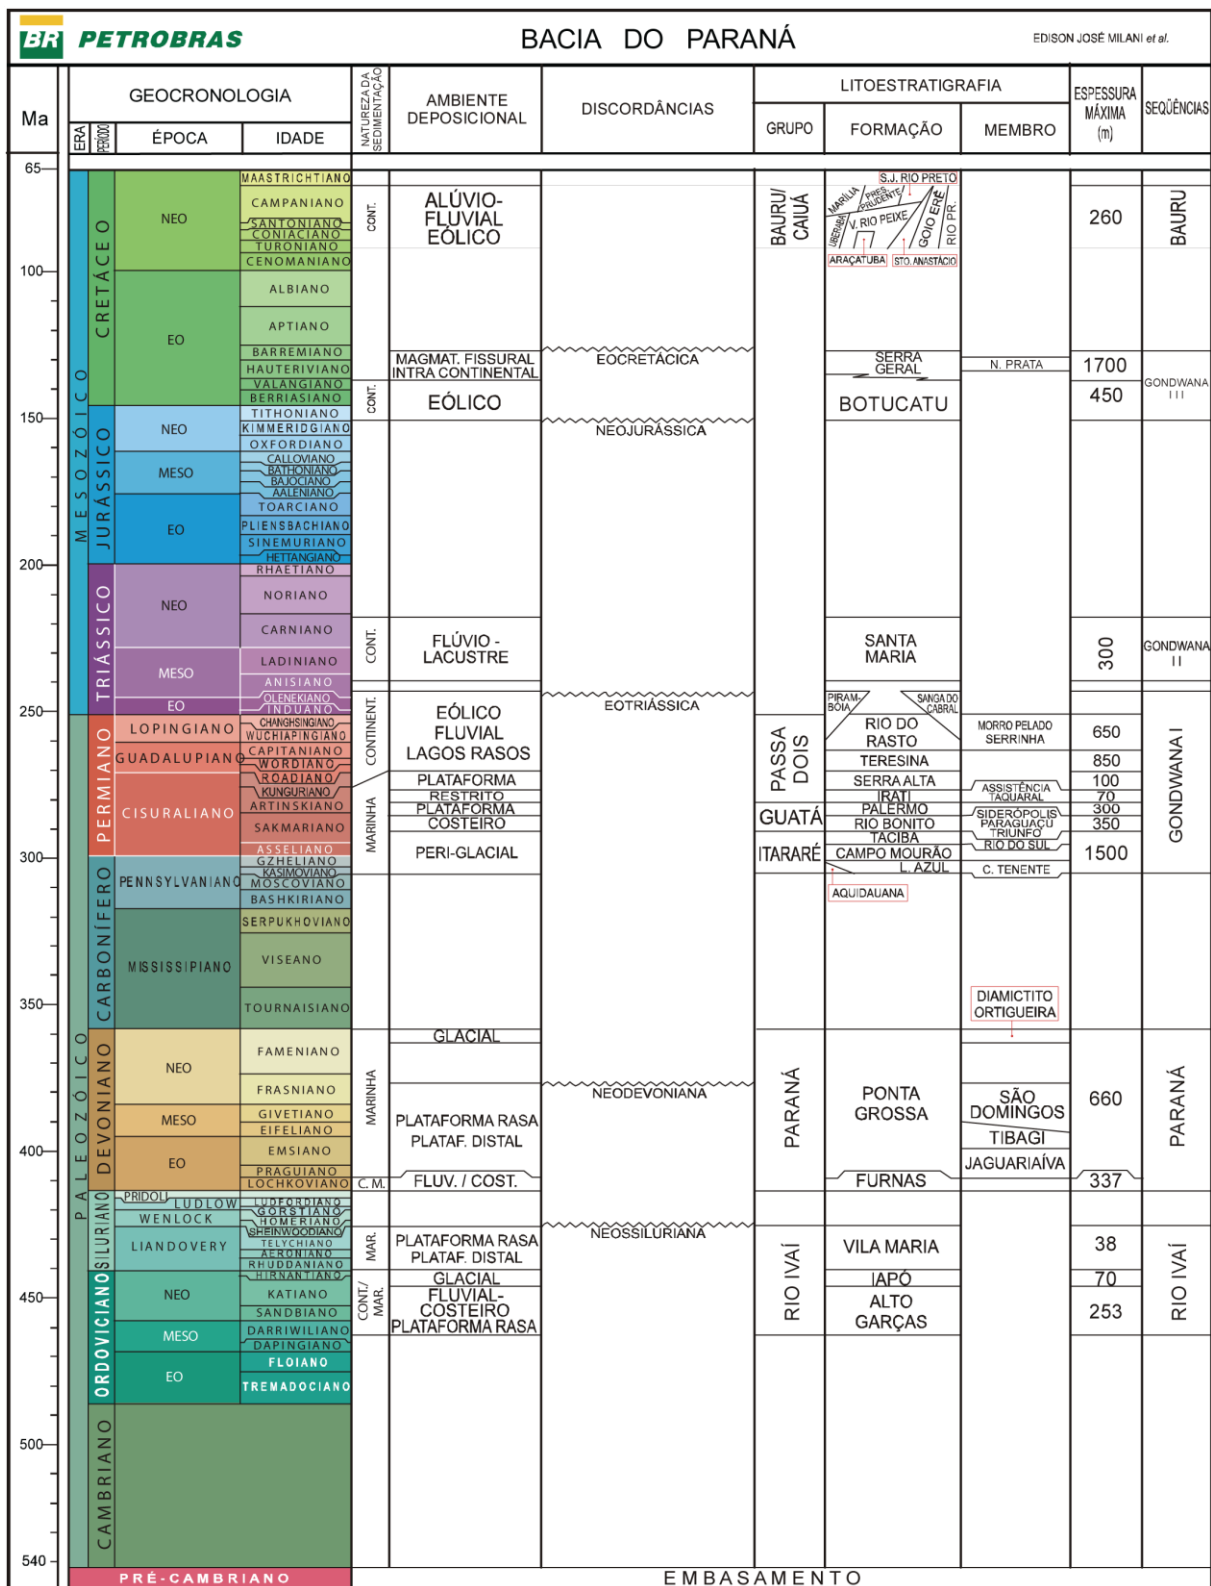 BR PETROBRAS
BACIA DO PARANÁ
EDISON JOSÉ MILANI et al.
Ma
GEOCRONOLOGIA
ERA
PERÍODO
ÉPOCA
IDADE
NATUREZA DA
SEDIMENTAÇÃO
AMBIENTE
DEPOSICIONAL
DISCORDÂNCIAS
LITOESTRATIGRAFIA
GRUPO
FORMAÇÃO
MEMBRO
ESPESSURA
MÁXIMA
(m)
SEQÜÊNCIAS
65
100
150
200
250
300
350
400
450
500
540
MESOZÓICO
PALEOZÓICO
CRETÁCEO
JURÁSSICO
TRIÁSSICO
PERMIANO
CARBONÍFERO
DEVONIANO
SILURIANO
ORDOVICIANO
CAMBRIANO
PRÉ-CAMBRIANO
NEO
EO
NEO
MESO
EO
NEO
MESO
EO
LOPINGIANO
GUADALUPIANO
CISURALIANO
PENNSYLVANIANO
MISSISSIPIANO
NEO
MESO
EO
PRIDOLI
LUDLOW
WENLOCK
LIANDOVERY
NEO
MESO
EO
MAASTRICHTIANO
CAMPANIANO
SANTONIANO
CONIACIANO
TURONIANO
CENOMANIANO
ALBIANO
APTIANO
BARREMIANO
HAUTERIVIANO
VALANGIANO
BERRIASIANO
TITHONIANO
KIMMERIDGIANO
OXFORDIANO
CALLOVIANO
BATHONIANO
BAJOCIANO
AALENIANO
TOARCIANO
PLIENSBACHIANO
SINEMURIANO
HETTANGIANO
RHAETIANO
NORIANO
CARNIANO
LADINIANO
ANISIANO
OLENEKIANO
INDUANO
CHANGHSINGIANO
WUCHIAPINGIANO
CAPITANIANO
WORDIANO
ROADIANO
KUNGURIANO
ARTINSKIANO
SAKMARIANO
ASSELIANO
GZHELIANO
KASIMOVIANO
MOSCOVIANO
BASHKIRIANO
SERPUKHOVIANO
VISEANO
TOURNAISIANO
FAMENIANO
FRASNIANO
GIVETIANO
EIFELIANO
EMSIANO
PRAGUIANO
LOCHKOVIANO
LUDFORDIANO
GORSTIANO
HOMERIANO
SHEINWOODIANO
TELYCHIANO
AERONIANO
RHUDDANIANO
HIRNANTIANO
KATIANO
SANDBIANO
DARRIWILIANO
DAPINGIANO
FLOIANO
TREMADOCIANO
CONT.
CONT.
CONT.
CONTINENT.
MARINHA
MARINHA
C. M.
MAR.
CONT./
MAR.
ALÚVIO-
FLUVIAL
EÓLICO
MAGMAT. FISSURAL
INTRA CONTINENTAL
EÓLICO
FLÚVIO -
LACUSTRE
EÓLICO
FLUVIAL
LAGOS RASOS
PLATAFORMA
RESTRITO
PLATAFORMA
COSTEIRO
PERI-GLACIAL
GLACIAL
PLATAFORMA RASA
PLATAF. DISTAL
FLUV. / COST.
PLATAFORMA RASA
PLATAF. DISTAL
GLACIAL
FLUVIAL-
COSTEIRO
PLATAFORMA RASA
EOCRETÁCICA
NEOJURÁSSICA
EOTRIÁSSICA
NEODEVONIANA
NEOSSILURIANA
BAURU/
CAIUÁ
PASSA
DOIS
GUATÁ
ITARARÉ
PARANÁ
RIO IVAÍ
S.J. RIO PRETO
MARÍLIA
PRES.
PRUDENTE
UBERABA
V. RIO PEIXE
GOIO ERÊ
RIO PR.
ARAÇATUBA
STO. ANASTÁCIO
SERRA
GERAL
BOTUCATU
SANTA
MARIA
PIRAM-
BÓIA
SANGA DO
CABRAL
RIO DO
RASTO
TERESINA
SERRA ALTA
IRATI
PALERMO
RIO BONITO
TACIBA
CAMPO MOURÃO
L. AZUL
AQUIDAUANA
PONTA
GROSSA
FURNAS
VILA MARIA
IAPÓ
ALTO
GARÇAS
N. PRATA
MORRO PELADO
SERRINHA
ASSISTÊNCIA
TAQUARAL
SIDERÓPOLIS
PARAGUAÇU
TRIUNFO
RIO DO SUL
C. TENENTE
DIAMICTITO
ORTIGUEIRA
SÃO
DOMINGOS
TIBAGI
JAGUARIAÍVA
260
1700
450
300
650
850
100
70
300
350
1500
660
337
38
70
253
BAURU
GONDWANA
III
GONDWANA
II
GONDWANA I
PARANÁ
RIO IVAÍ
EMBASAMENTO